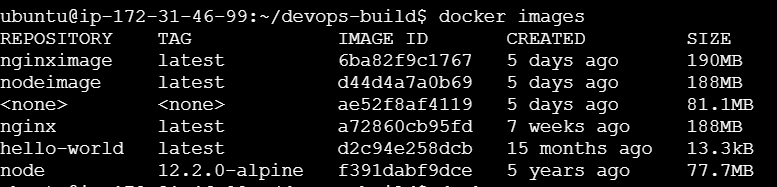 ubuntu@ip-172-31-46-99:~/devops-build$ docker images
REPOSITORY TAG IMAGE ID CREATED SIZE
nginximage latest 6ba82f9c1767 5 days ago 190MB
nodeimage latest d44d4a7a0b69 5 days ago 188MB
<none> <none> ae52f8af4119 5 days ago 81.1MB
nginx latest a72860cb95fd 7 weeks ago 188MB
hello-world latest d2c94e258dcb 15 months ago 13.3kB
node 12.2.0-alpine f391dabf9dce 5 years ago 77.7MB